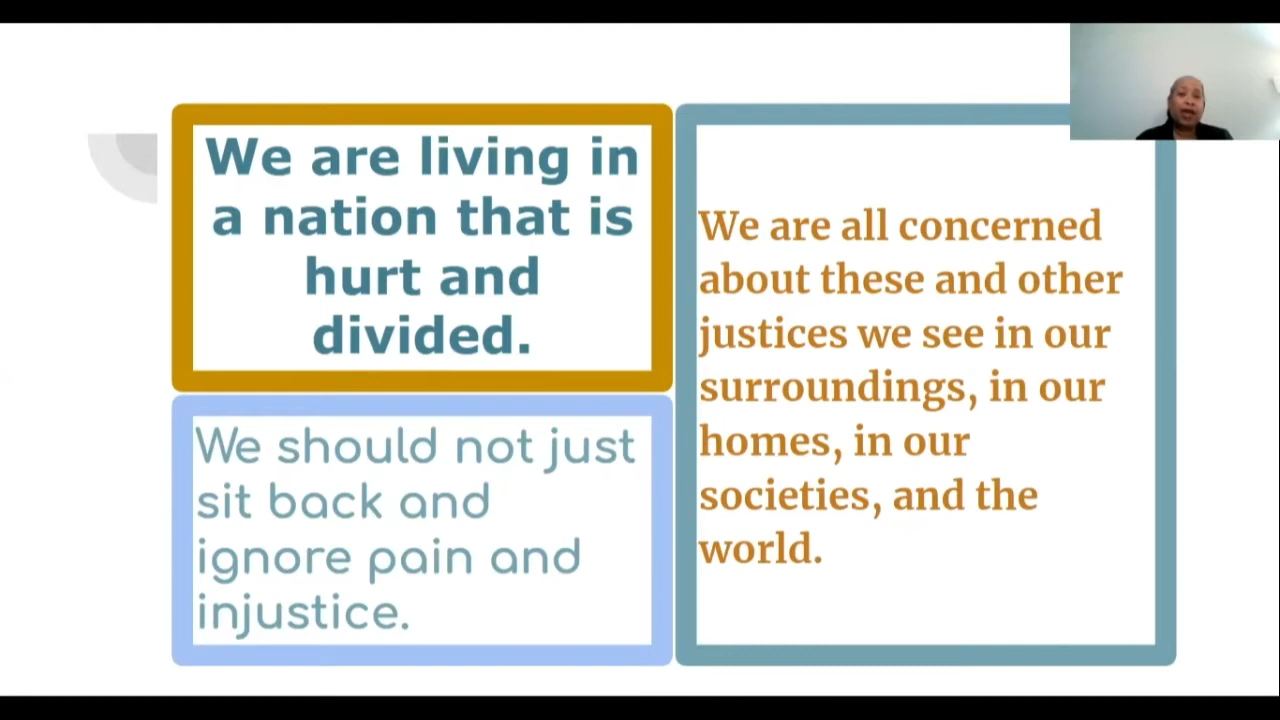 We are living in
a nation that is
hurt and
divided.
We should not just
sit back and
ignore pain and
injustice.
We are all concerned
about these and other
justices we see in our
surroundings, in our
homes, in our
societies, and the
world.